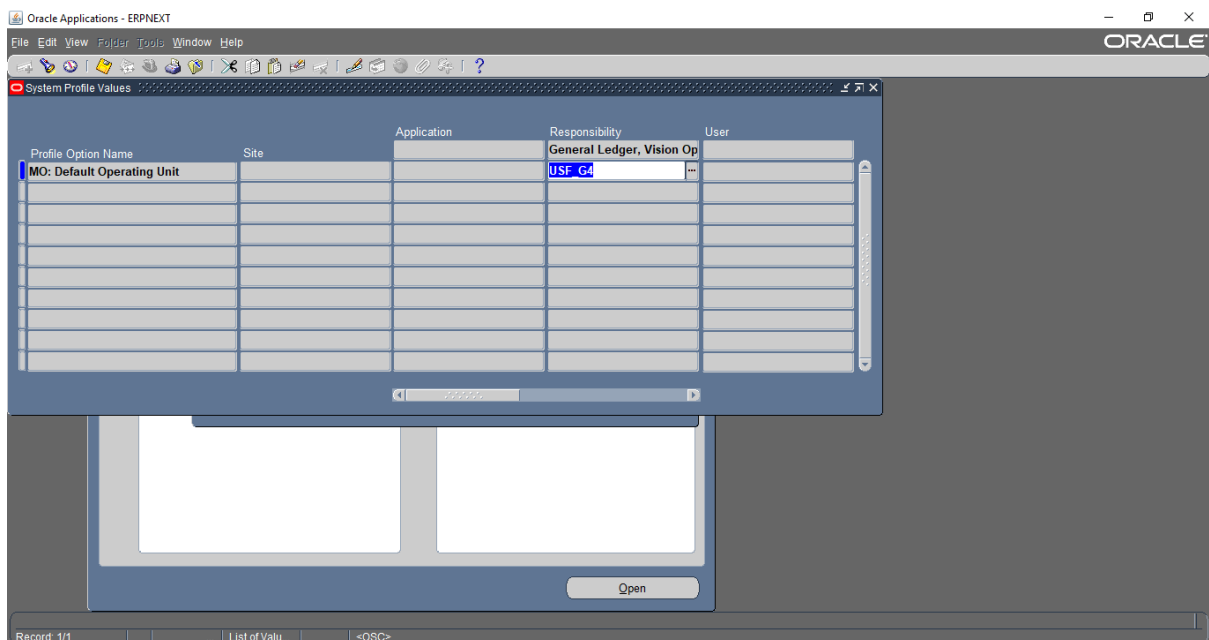 Oracle Applications - ERPNEXT
File Edit View Folder Tools Window Help
ORACLE
System Profile Values
Application Responsibility User
Profile Option Name Site General Ledger, Vision Op
MO: Default Operating Unit USF_G4
Open
Record: 1/1 List of Valu <OSC>